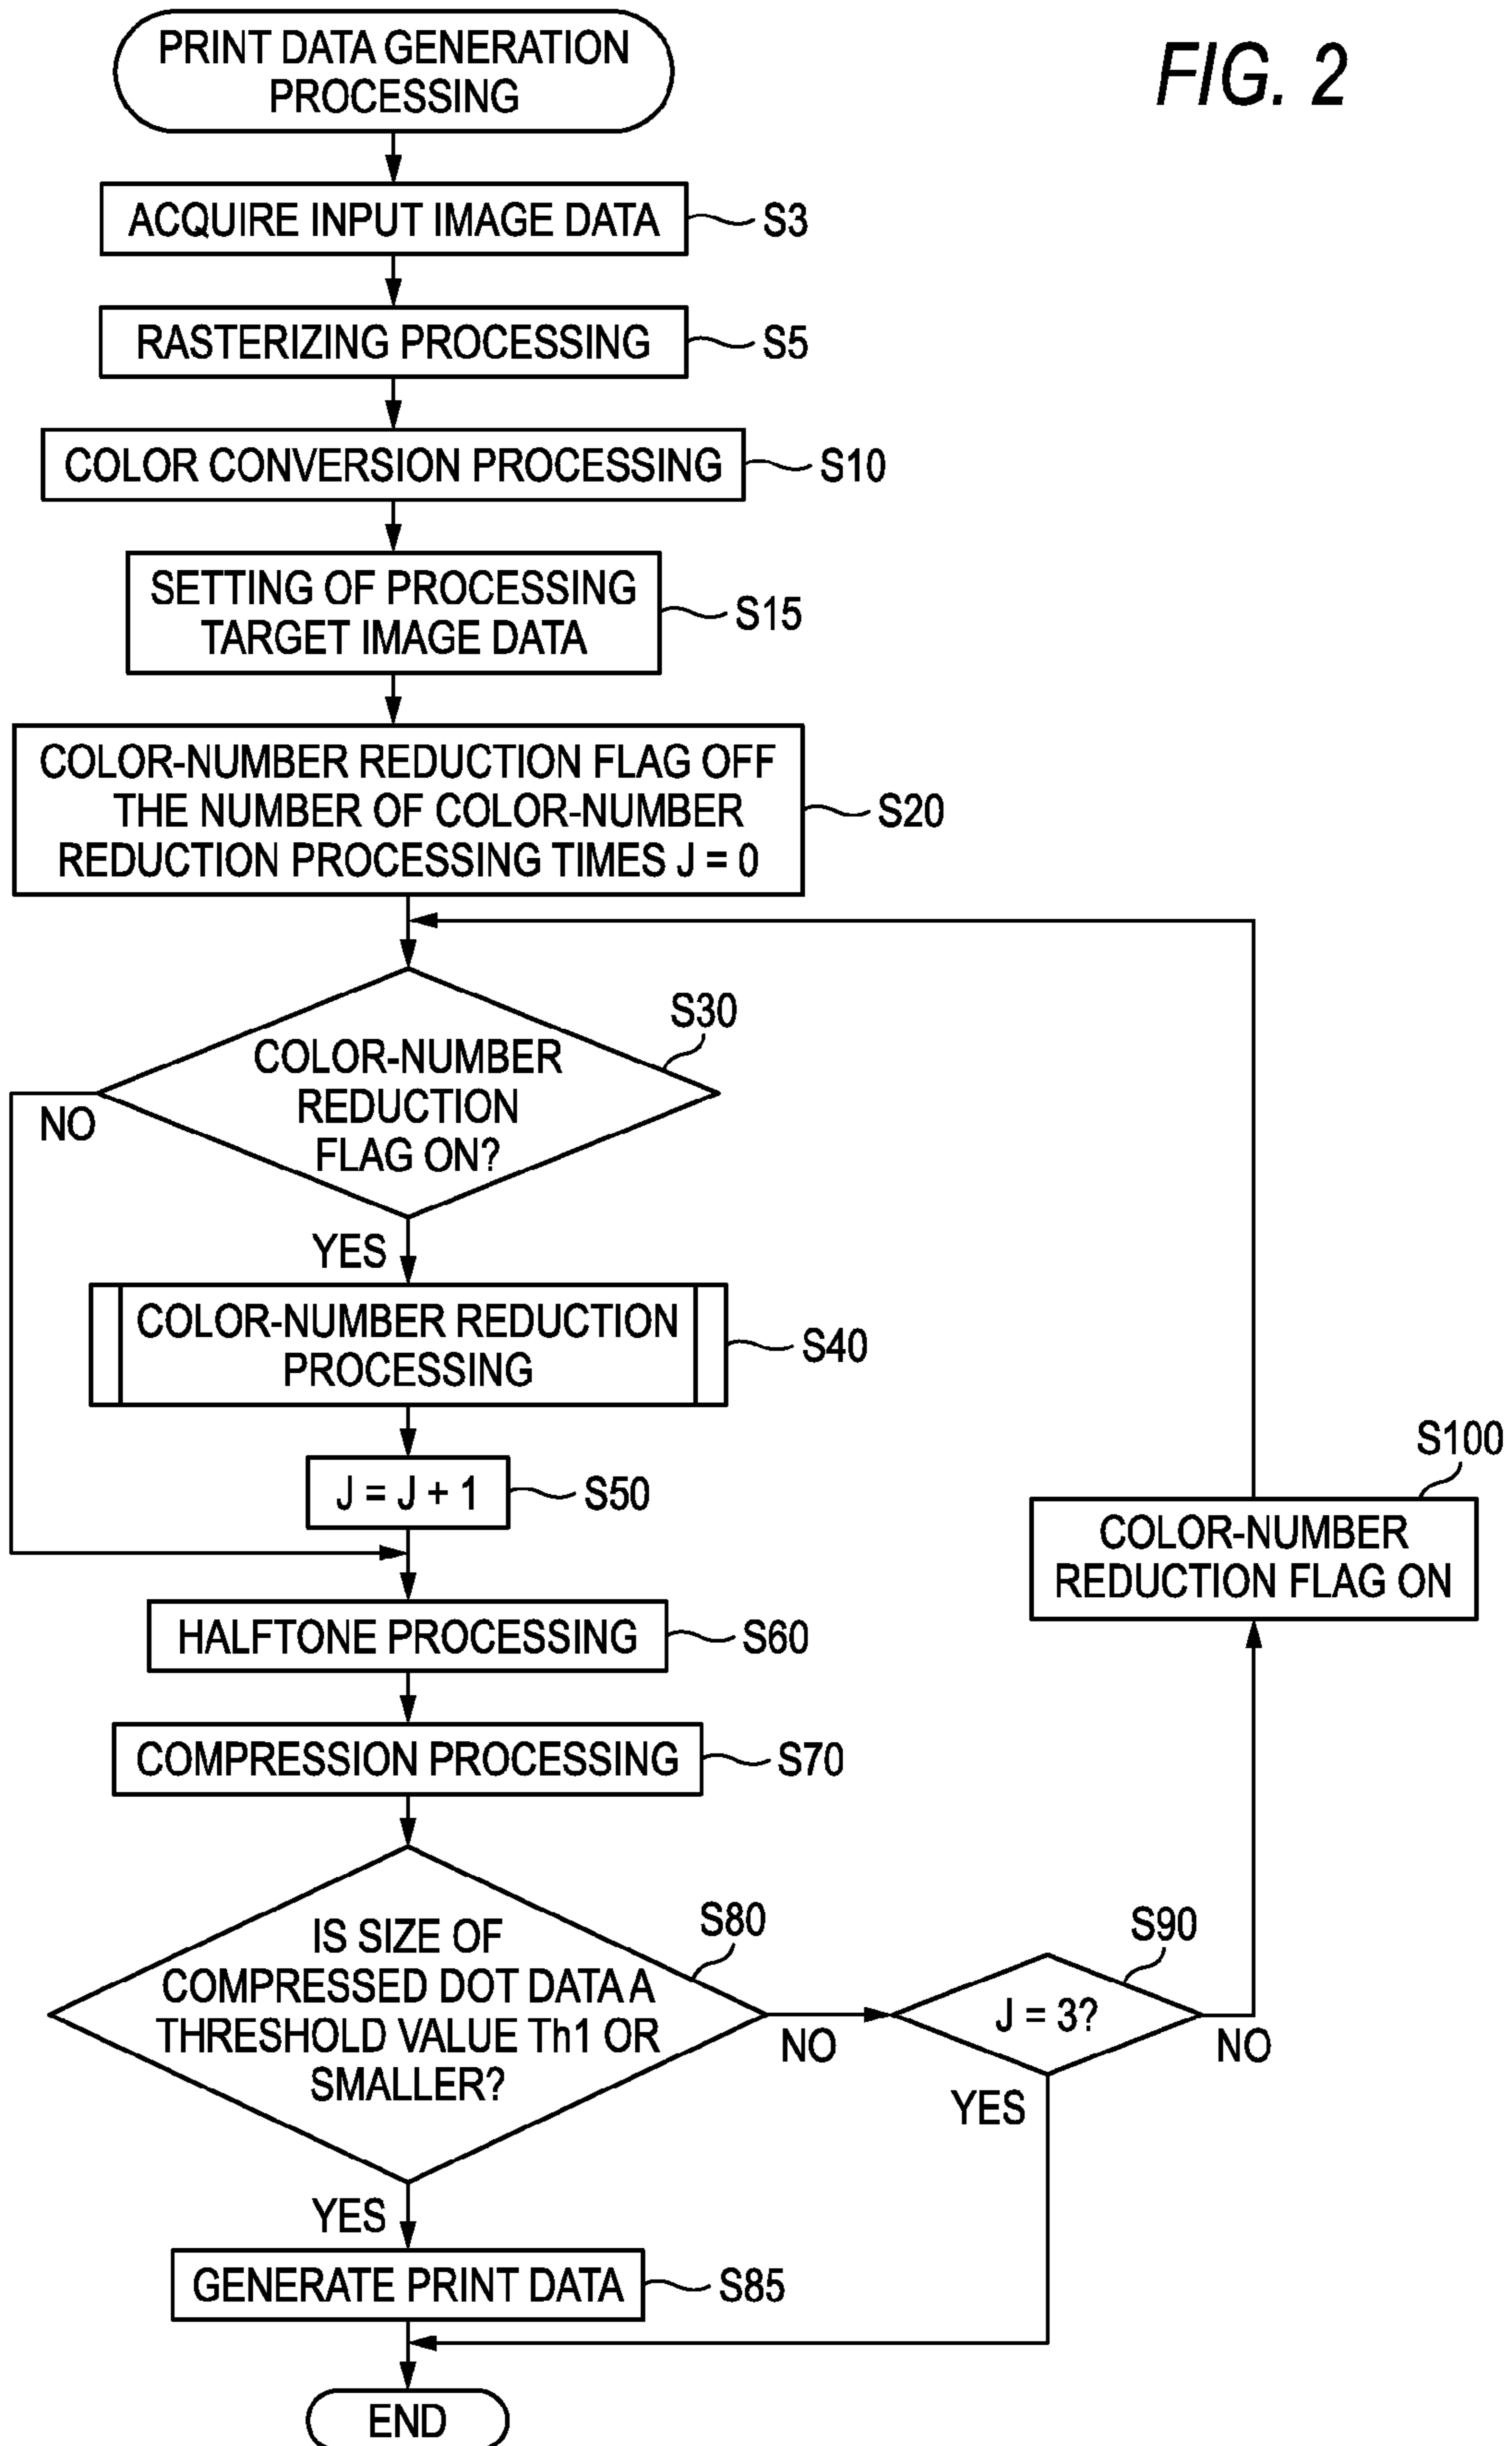 PRINT DATA GENERATION
PROCESSING
FIG. 2
ACQUIRE INPUT IMAGE DATA
S3
RASTERIZING PROCESSING
S5
COLOR CONVERSION PROCESSING
S10
SETTING OF PROCESSING
TARGET IMAGE DATA
S15
COLOR-NUMBER REDUCTION FLAG OFF
THE NUMBER OF COLOR-NUMBER
REDUCTION PROCESSING TIMES J = 0
S20
S30
COLOR-NUMBER
REDUCTION
FLAG ON?
NO
YES
COLOR-NUMBER REDUCTION
PROCESSING
S40
J = J + 1
S50
S100
COLOR-NUMBER
REDUCTION FLAG ON
HALFTONE PROCESSING
S60
COMPRESSION PROCESSING
S70
IS SIZE OF
COMPRESSED DOT DATA A
THRESHOLD VALUE Th1 OR
SMALLER?
S80
NO
S90
J = 3?
NO
YES
YES
GENERATE PRINT DATA
S85
END